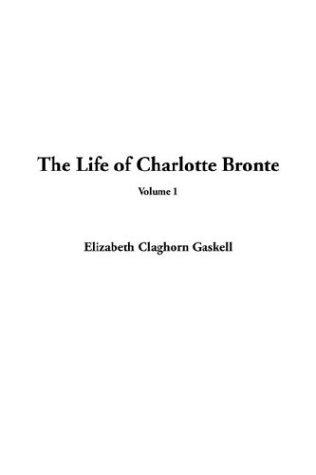 The Life of Charlotte Bronte
Volume 1
Elizabeth Claghorn Gaskell